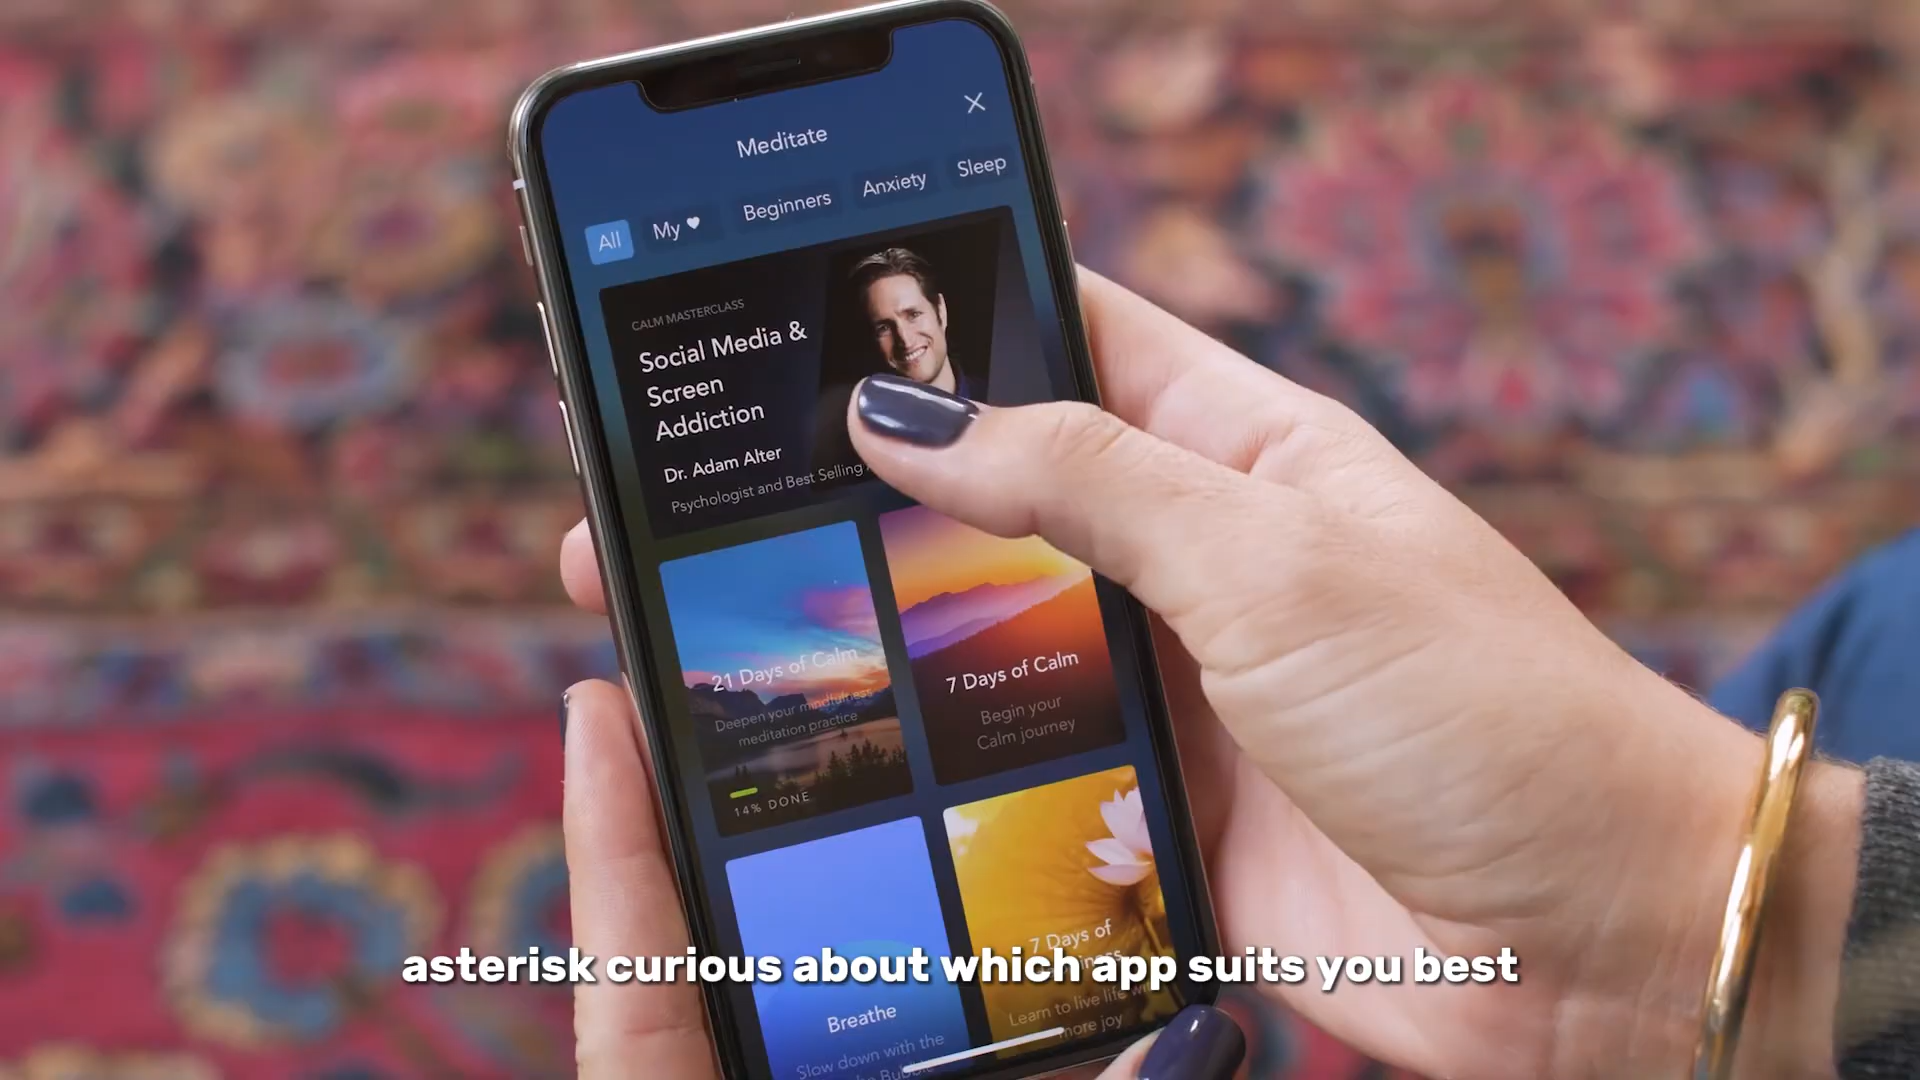 Meditate
All
My
Beginners
Anxiety
Sleep
CALM MASTERCLASS
Social Media &
Screen
Addiction
Dr. Adam Alter
Psychologist and Best Selling
21 Days of Calm
Deepen your mindfulness
meditation practice
14% DONE
7 Days of Calm
Begin your
Calm journey
7 Days of
Breathe
Slow down with the
Learn to live life
more joy
asterisk curious about which app suits you best